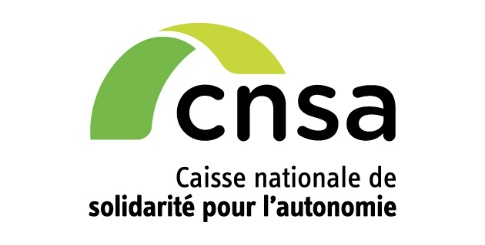 cnsa
Caisse nationale de
solidarité pour l'autonomie